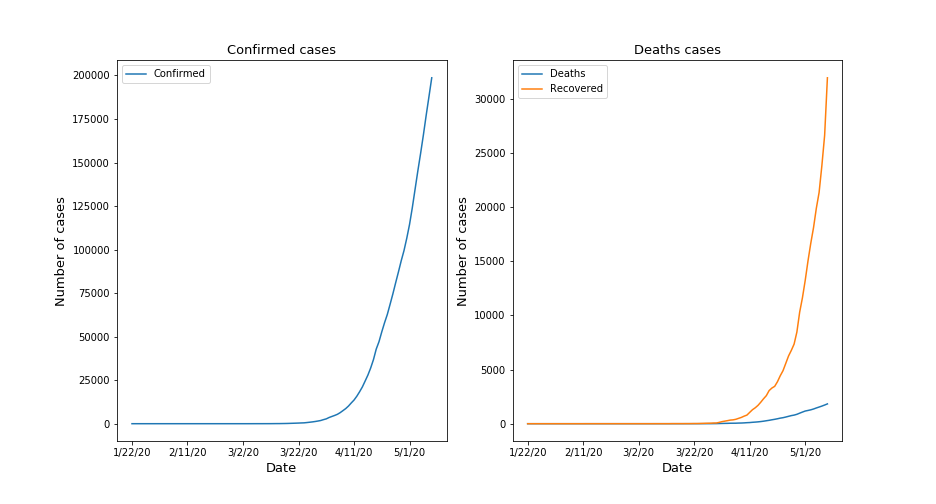 Confirmed cases
Confirmed
200000
175000
150000
125000
100000
75000
50000
25000
0
Number of cases
1/22/20 2/11/20 3/2/20 3/22/20 4/11/20 5/1/20
Date
Deaths cases
Deaths
Recovered
30000
25000
20000
15000
10000
5000
0
Number of cases
1/22/20 2/11/20 3/2/20 3/22/20 4/11/20 5/1/20
Date